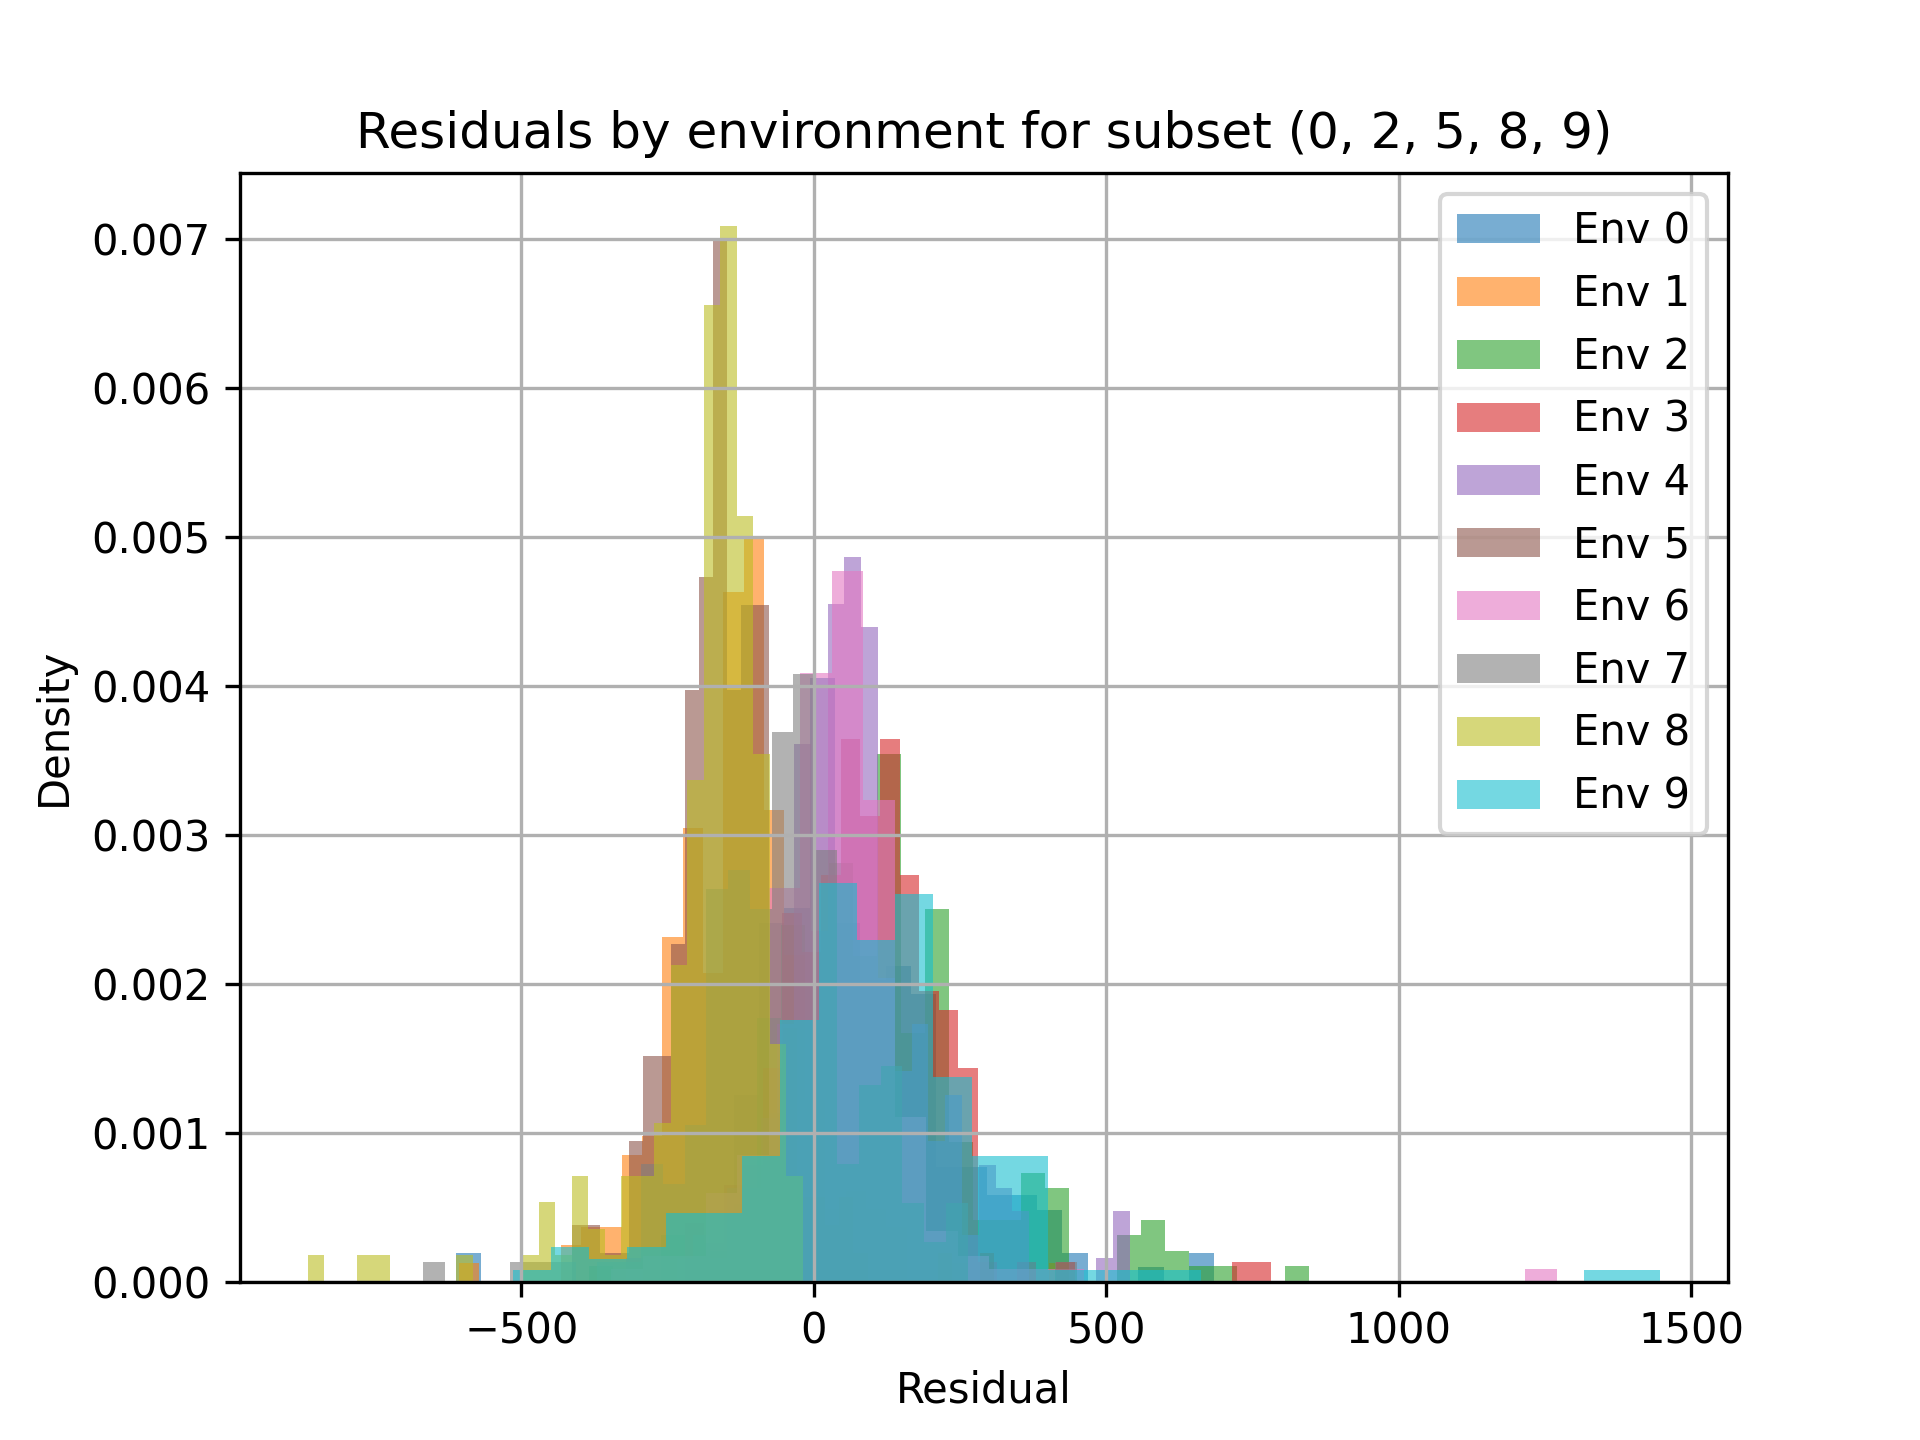 Residuals by environment for subset (0, 2, 5, 8, 9)
Density
0.007
0.006
0.005
0.004
0.003
0.002
0.001
0.000
Env 0
Env 1
Env 2
Env 3
Env 4
Env 5
Env 6
Env 7
Env 8
Env 9
−500 0 500 1000 1500
Residual